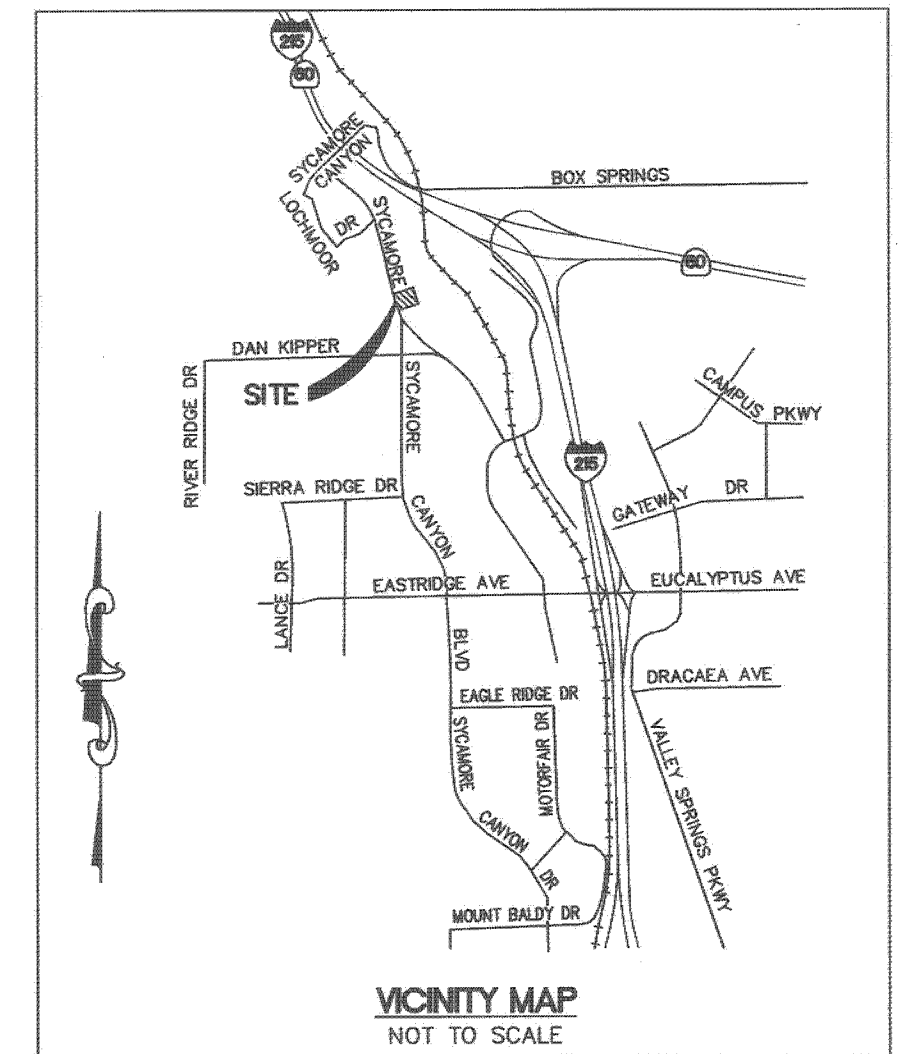 215
60
SYCAMORE
CANYON
BOX SPRINGS
LOCHMOOR
DR
SYCAMORE
60
DAN KIPPER
SITE
RIVER RIDGE DR
SYCAMORE
CAMPUS PKWY
215
SIERRA RIDGE DR
GATEWAY DR
CANYON
LANCE DR
EASTRIDGE AVE
EUCALYPTUS AVE
BLVD
DRACAEA AVE
EAGLE RIDGE DR
SYCAMORE
MOTORFAIR DR
VALLEY SPRINGS PKWY
CANYON
DR
MOUNT BALDY DR
VICINITY MAP
NOT TO SCALE